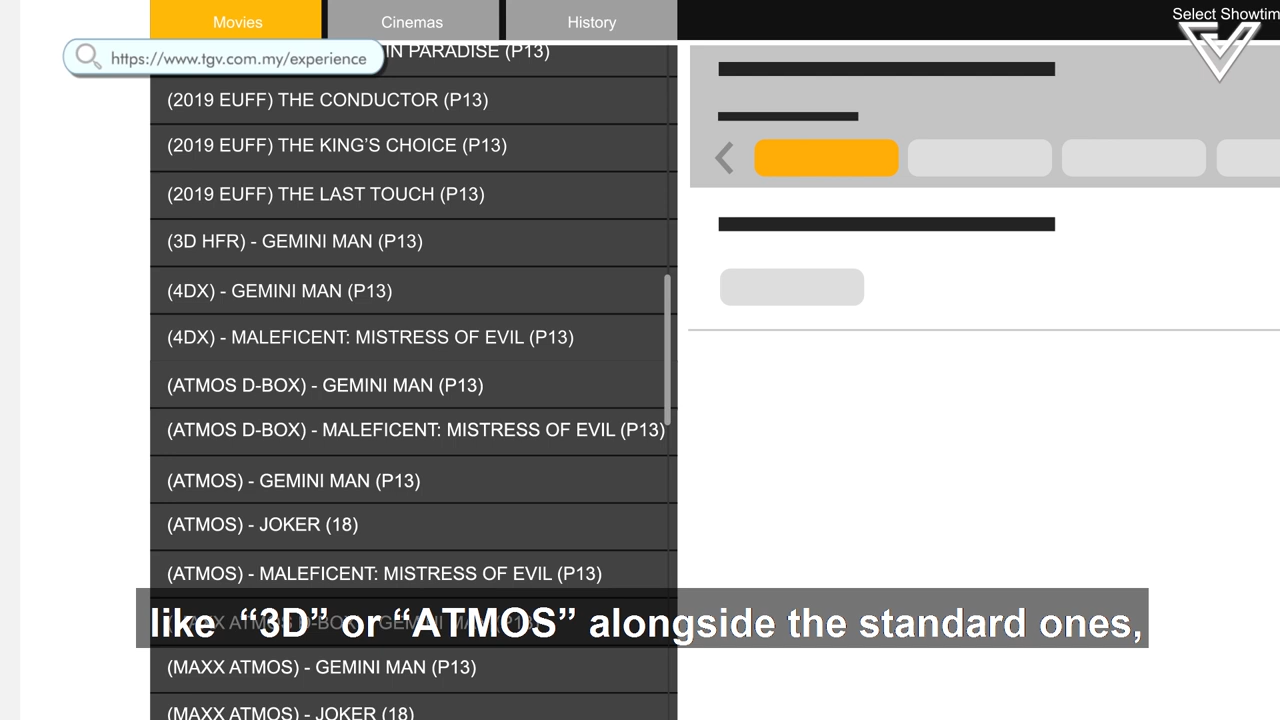 Movies
Cinemas
History
Select Showtim
https://www.tgv.com.my/experience
IN PARADISE (P13)
(2019 EUFF) THE CONDUCTOR (P13)
(2019 EUFF) THE KING’S CHOICE (P13)
(2019 EUFF) THE LAST TOUCH (P13)
(3D HFR) - GEMINI MAN (P13)
(4DX) - GEMINI MAN (P13)
(4DX) - MALEFICENT: MISTRESS OF EVIL (P13)
(ATMOS D-BOX) - GEMINI MAN (P13)
(ATMOS D-BOX) - MALEFICENT: MISTRESS OF EVIL (P13)
(ATMOS) - GEMINI MAN (P13)
(ATMOS) - JOKER (18)
(ATMOS) - MALEFICENT: MISTRESS OF EVIL (P13)
like “3D” or “ATMOS” alongside the standard ones,
(MAXX ATMOS) - GEMINI MAN (P13)
(MAXX ATMOS) - JOKER (18)